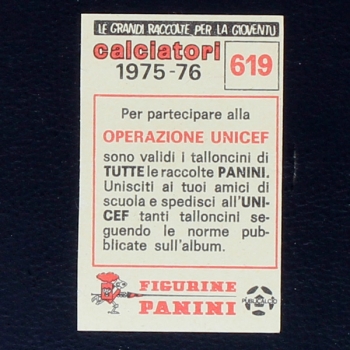 LE GRANDI RACCOLTE PER LA GIOVENTÙ
calciatori
1975-76
619
Per partecipare alla
OPERAZIONE UNICEF
sono validi i talloncini di
TUTTE le raccolte PANINI.
Unisciti ai tuoi amici di
scuola e spedisci all'UNI-
CEF tanti talloncini se-
guendo le norme pub-
blicate sull'album.
FIGURINE
PANINI